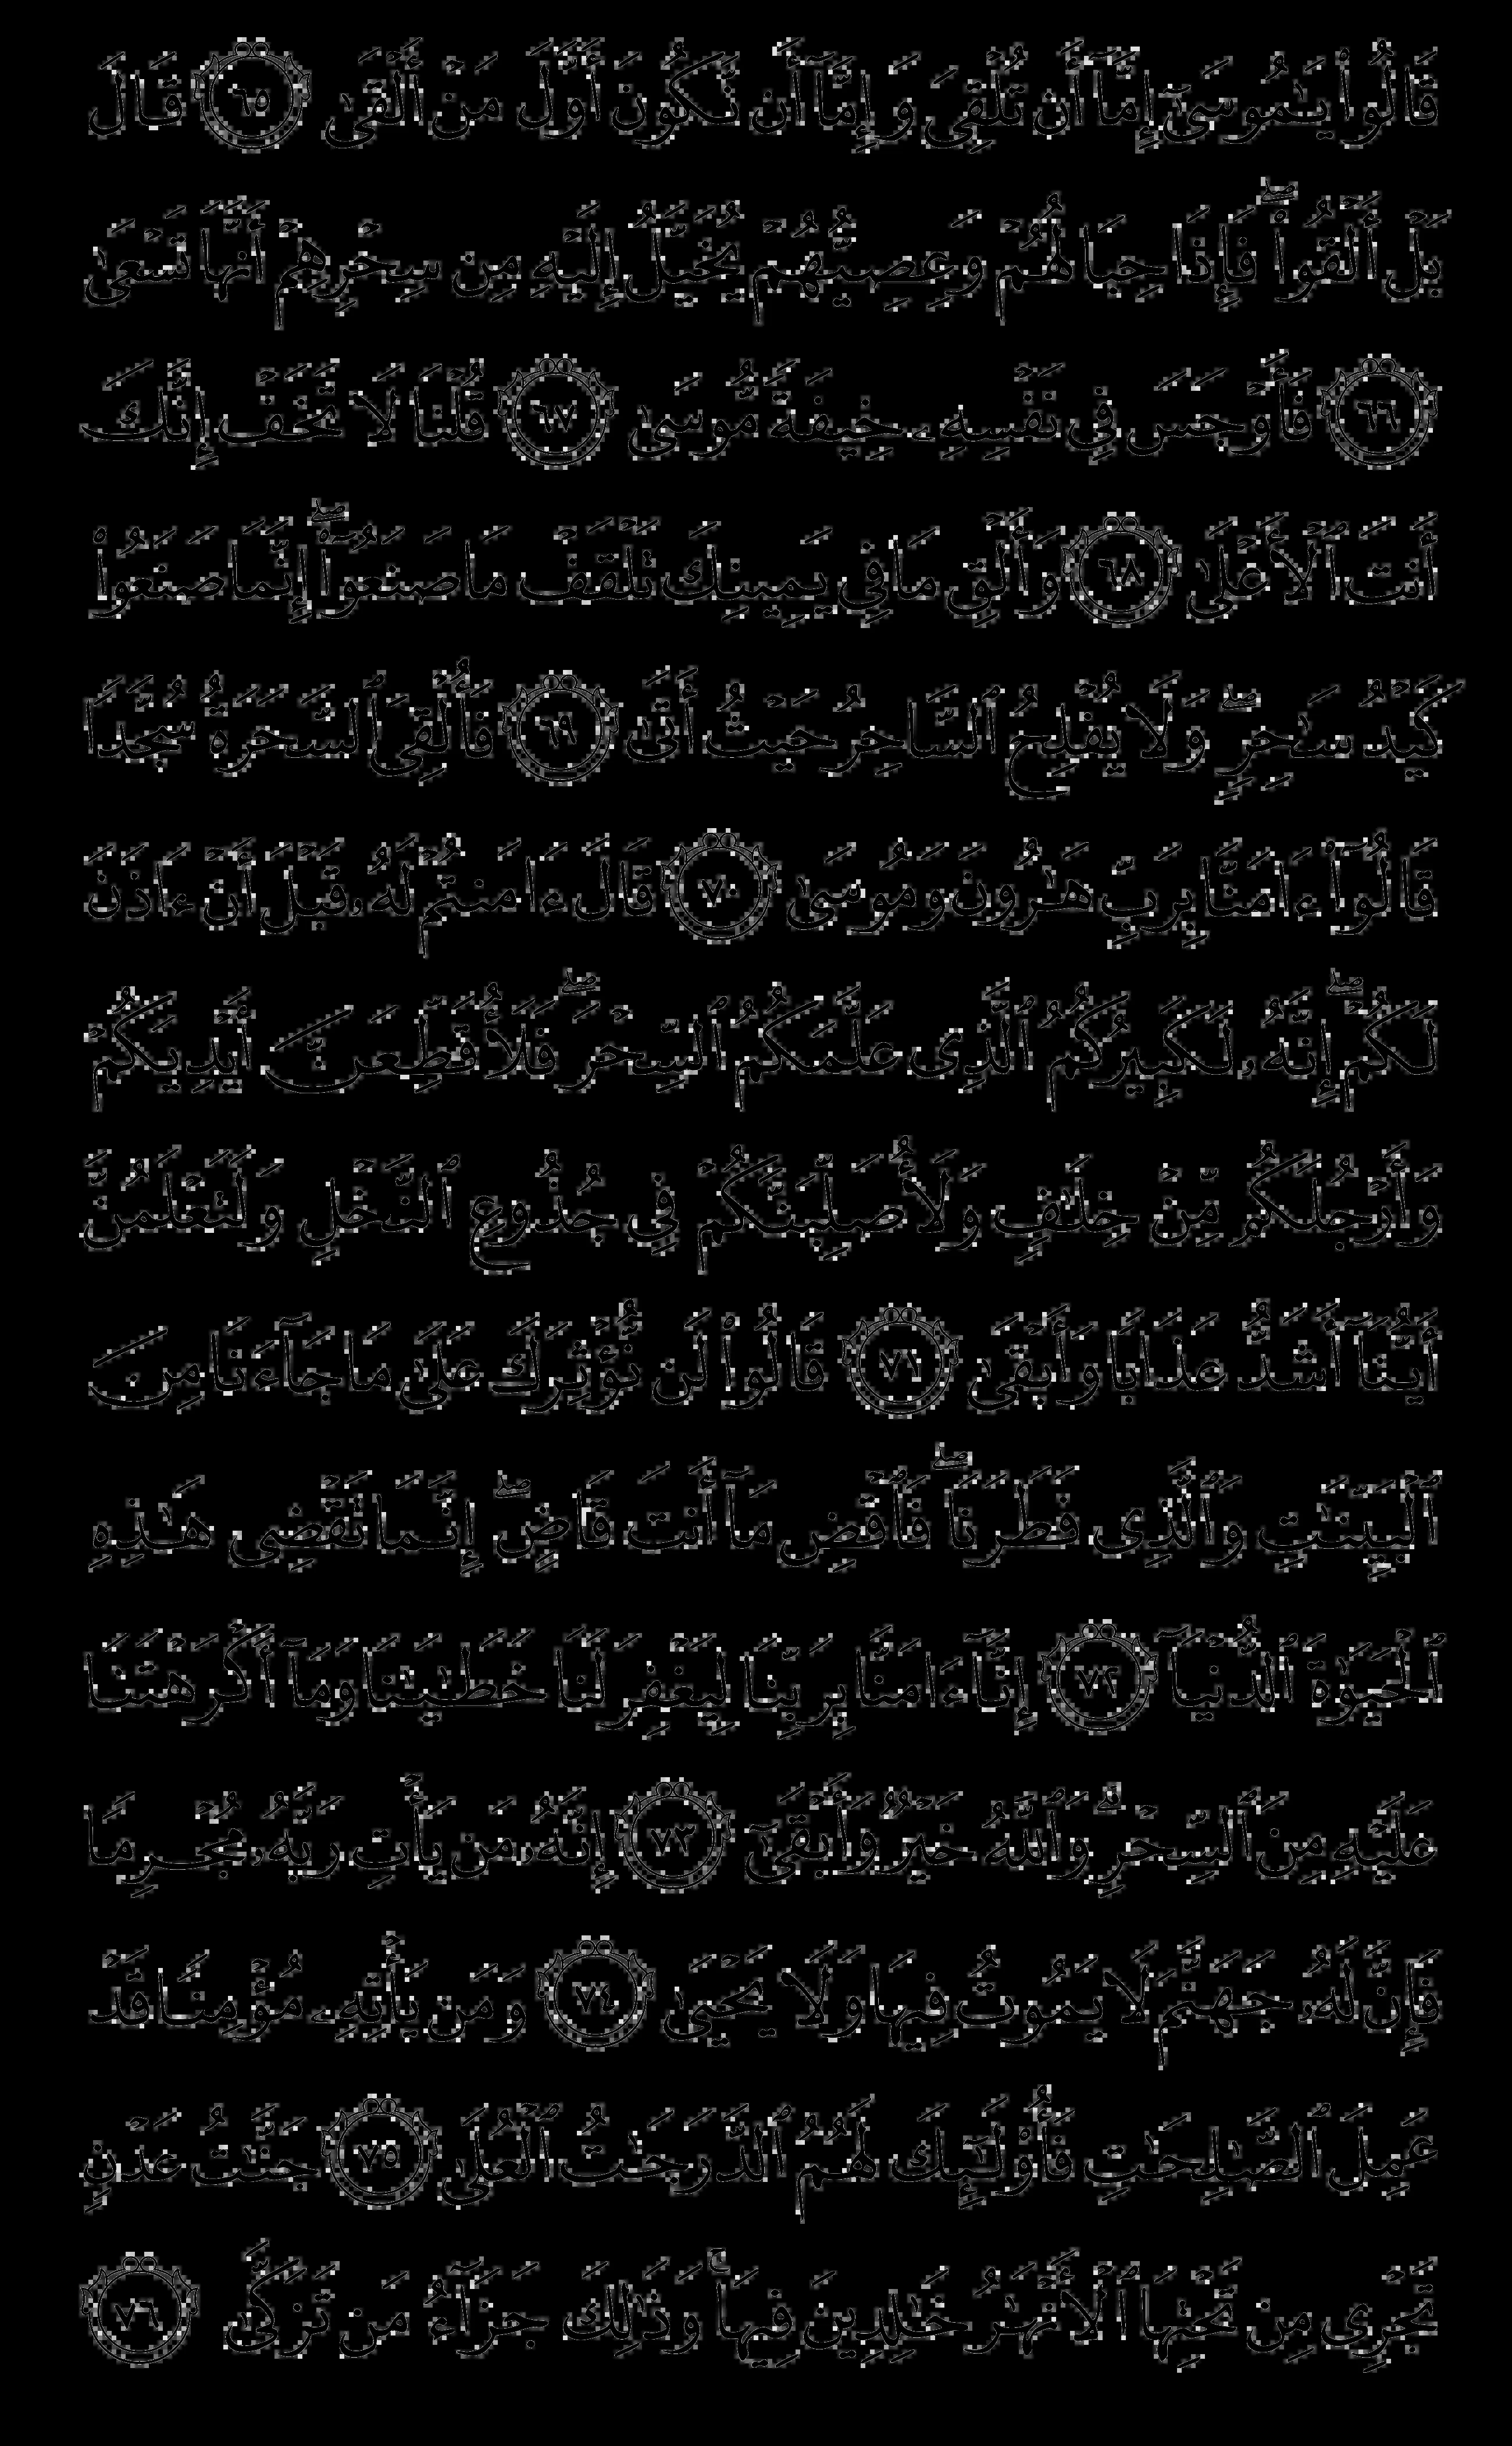 قَالُوا۟ يَـٰمُوسَىٰٓ إِمَّآ أَن تُلْقِىَ وَإِمَّآ أَن نَّكُونَ أَوَّلَ مَنْ أَلْقَىٰ ٦٥ قَالَ
بَلْ أَلْقُوا۟ ۖ فَإِذَا حِبَالُهُمْ وَعِصِيُّهُمْ يُخَيَّلُ إِلَيْهِ مِن سِحْرِهِمْ أَنَّهَا تَسْعَىٰ
٦٦ فَأَوْجَسَ فِى نَفْسِهِۦ خِيفَةً مُّوسَىٰ ٦٧ قُلْنَا لَا تَخَفْ إِنَّكَ
أَنتَ ٱلْأَعْلَىٰ ٦٨ وَأَلْقِ مَا فِى يَمِينِكَ تَلْقَفْ مَا صَنَعُوٓا۟ ۖ إِنَّمَا صَنَعُوا۟
كَيْدُ سَـٰحِرٍ ۖ وَلَا يُفْلِحُ ٱلسَّاحِرُ حَيْثُ أَتَىٰ ٦٩ فَأُلْقِىَ ٱلسَّحَرَةُ سُجَّدًا
قَالُوٓا۟ ءَامَنَّا بِرَبِّ هَـٰرُونَ وَمُوسَىٰ ٧٠ قَالَ ءَامَنتُمْ لَهُۥ قَبْلَ أَنْ ءَاذَنَ
لَكُمْ ۖ إِنَّهُۥ لَكَبِيرُكُمُ ٱلَّذِى عَلَّمَكُمُ ٱلسِّحْرَ ۖ فَلَأُقَطِّعَنَّ أَيْدِيَكُمْ
وَأَرْجُلَكُم مِّنْ خِلَـٰفٍ وَلَأُصَلِّبَنَّكُمْ فِى جُذُوعِ ٱلنَّخْلِ وَلَتَعْلَمُنَّ
أَيُّنَآ أَشَدُّ عَذَابًا وَأَبْقَىٰ ٧١ قَالُوا۟ لَن نُّؤْثِرَكَ عَلَىٰ مَا جَآءَنَا مِنَ
ٱلْبَيِّنَـٰتِ وَٱلَّذِى فَطَرَنَا ۖ فَٱقْضِ مَآ أَنتَ قَاضٍ ۖ إِنَّمَا تَقْضِى هَـٰذِهِ
ٱلْحَيَوٰةَ ٱلدُّنْيَآ ٧٢ إِنَّآ ءَامَنَّا بِرَبِّنَا لِيَغْفِرَ لَنَا خَطَـٰيَـٰنَا وَمَآ أَكْرَهْتَنَا
عَلَيْهِ مِنَ ٱلسِّحْرِ ۗ وَٱللَّهُ خَيْرٌ وَأَبْقَىٰٓ ٧٣ إِنَّهُۥ مَن يَأْتِ رَبَّهُۥ مُجْرِمًا
فَإِنَّ لَهُۥ جَهَنَّمَ لَا يَمُوتُ فِيهَا وَلَا يَحْيَىٰ ٧٤ وَمَن يَأْتِهِۦ مُؤْمِنًا قَدْ
عَمِلَ ٱلصَّـٰلِحَـٰتِ فَأُو۟لَـٰٓئِكَ لَهُمُ ٱلدَّرَجَـٰتُ ٱلْعُلَىٰ ٧٥ جَنَّـٰتُ عَدْنٍ
تَجْرِى مِن تَحْتِهَا ٱلْأَنْهَـٰرُ خَـٰلِدِينَ فِيهَا ۚ وَذَٰلِكَ جَزَآءُ مَن تَزَكَّىٰ ٧٦